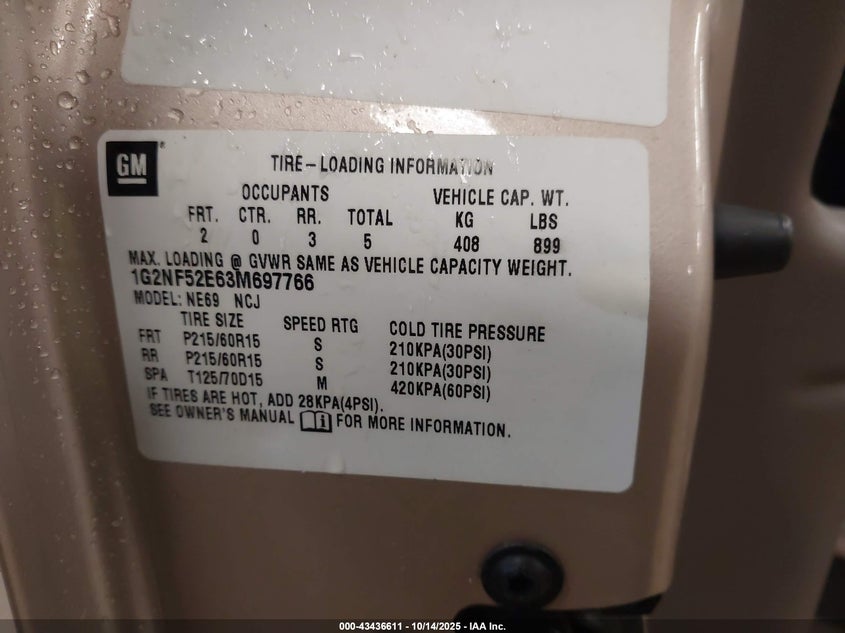 GM
TIRE-LOADING INFORMATION
OCCUPANTS VEHICLE CAP. WT.
FRT. CTR. RR. TOTAL KG LBS
2 0 3 5 408 899
MAX. LOADING @ GVWR SAME AS VEHICLE CAPACITY WEIGHT.
1G2NF52E63M697766
MODEL: NE69 NCJ
TIRE SIZE SPEED RTG COLD TIRE PRESSURE
FRT P215/60R15 S 210KPA(30PSI)
RR P215/60R15 S 210KPA(30PSI)
SPA T125/70D15 M 420KPA(60PSI)
IF TIRES ARE HOT, ADD 28KPA(4PSI).
SEE OWNER'S MANUAL i FOR MORE INFORMATION.
000-43436611 - 10/14/2025 - IAA Inc.